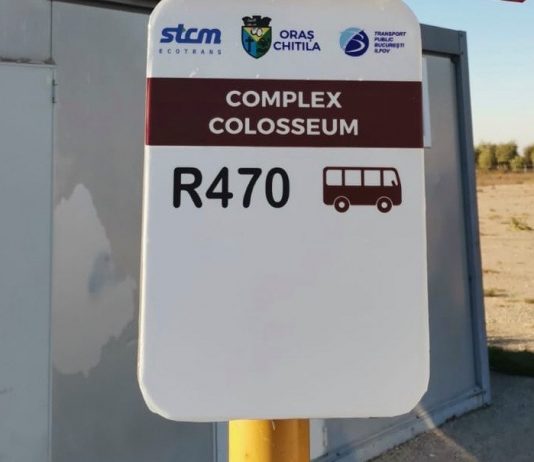 stcm
ECOTRANS
ORAȘ
CHITILA
TRANSPORT
PUBLIC
BUCUREȘTI
ILFOV
COMPLEX
COLOSSEUM
R470